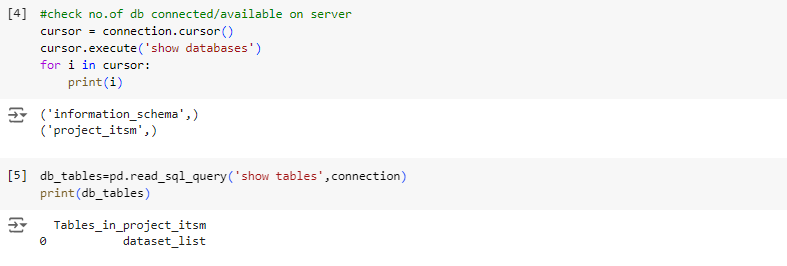 [4] #check no.of db connected/available on server
cursor = connection.cursor()
cursor.execute('show databases')
for i in cursor:
    print(i)
('information_schema',)
('project_itsm',)
[5] db_tables=pd.read_sql_query('show tables',connection)
print(db_tables)
  Tables_in_project_itsm
0           dataset_list